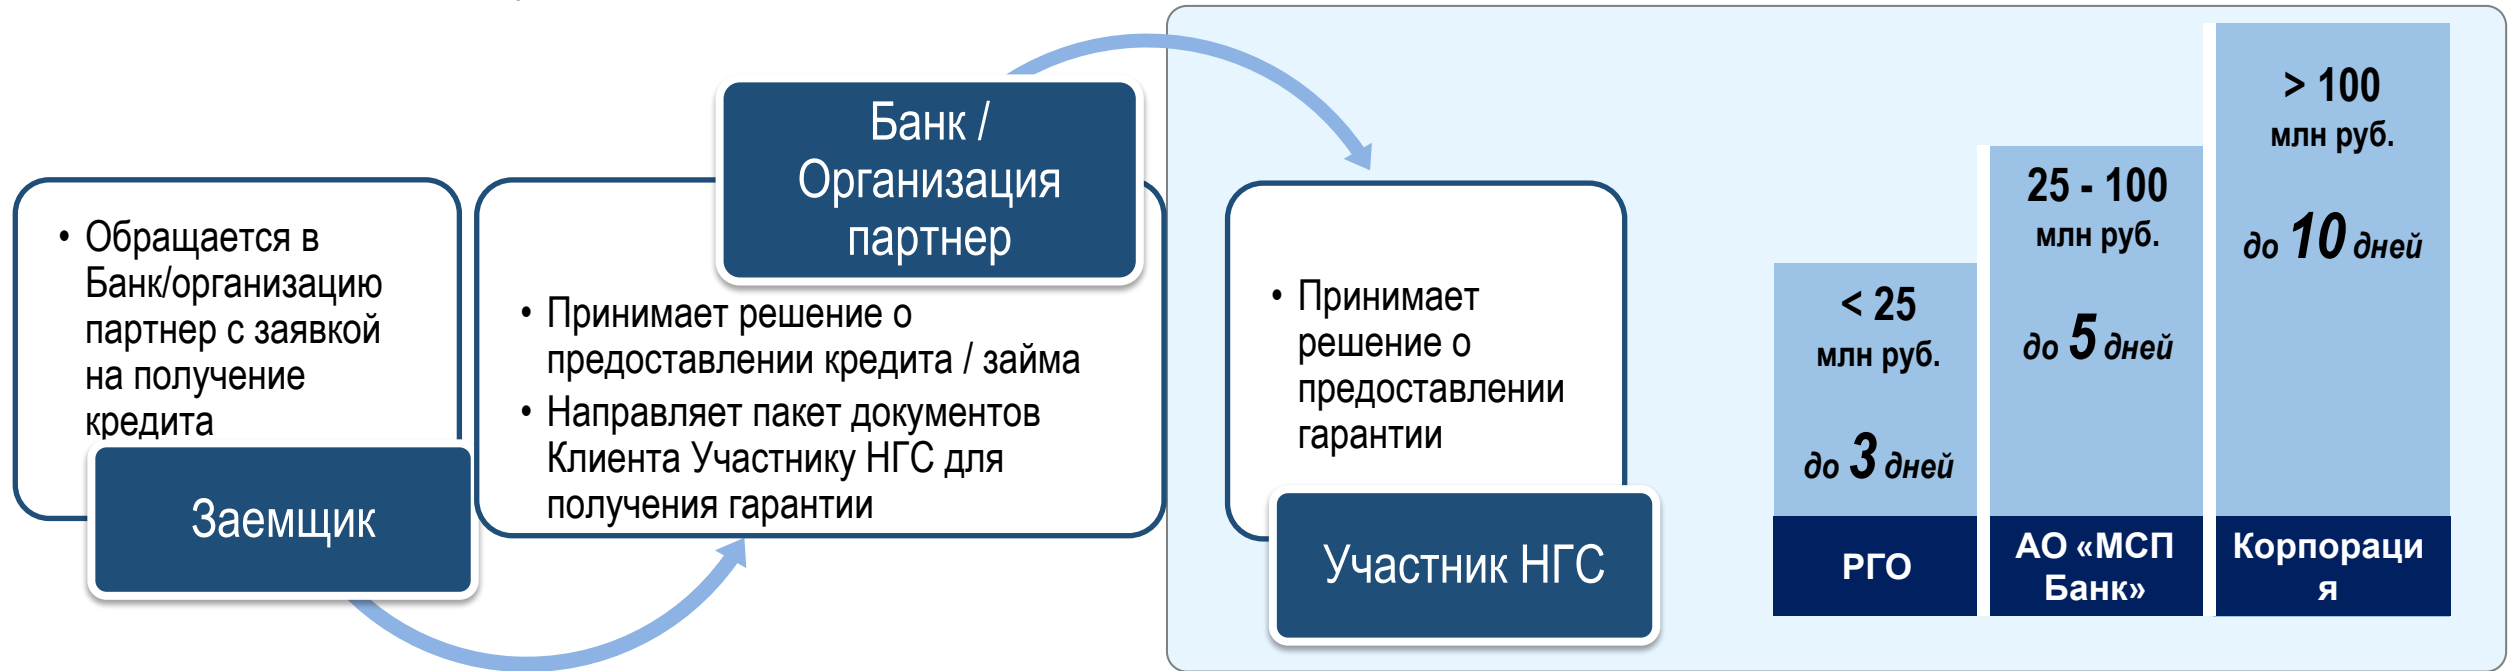 • Обращается в
Банк/организацию
партнер с заявкой
на получение
кредита
Заемщик
Банк /
Организация
партнер
• Принимает решение о
предоставлении кредита / займа
• Направляет пакет документов
Клиента Участнику НГС для
получения гарантии
• Принимает
решение о
предоставлении
гарантии
Участник НГС
< 25
млн руб.
до 3 дней
РГО
25 - 100
млн руб.
до 5 дней
АО «МСП
Банк»
> 100
млн руб.
до 10 дней
Корпораци
я